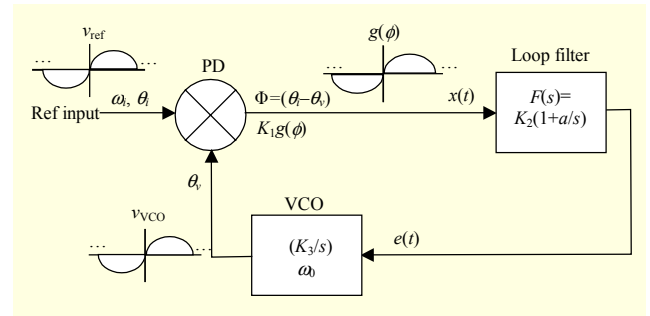 v_ref
g(ϕ)
… …
PD
… …
Loop filter
Ref input
ω_i, θ_i
Φ=(θ_i−θ_v)
K_1g(ϕ)
x(t)
F(s)=
K_2(1+a/s)
θ_v
VCO
v_VCO
… …
(K_3/s)
ω_0
e(t)